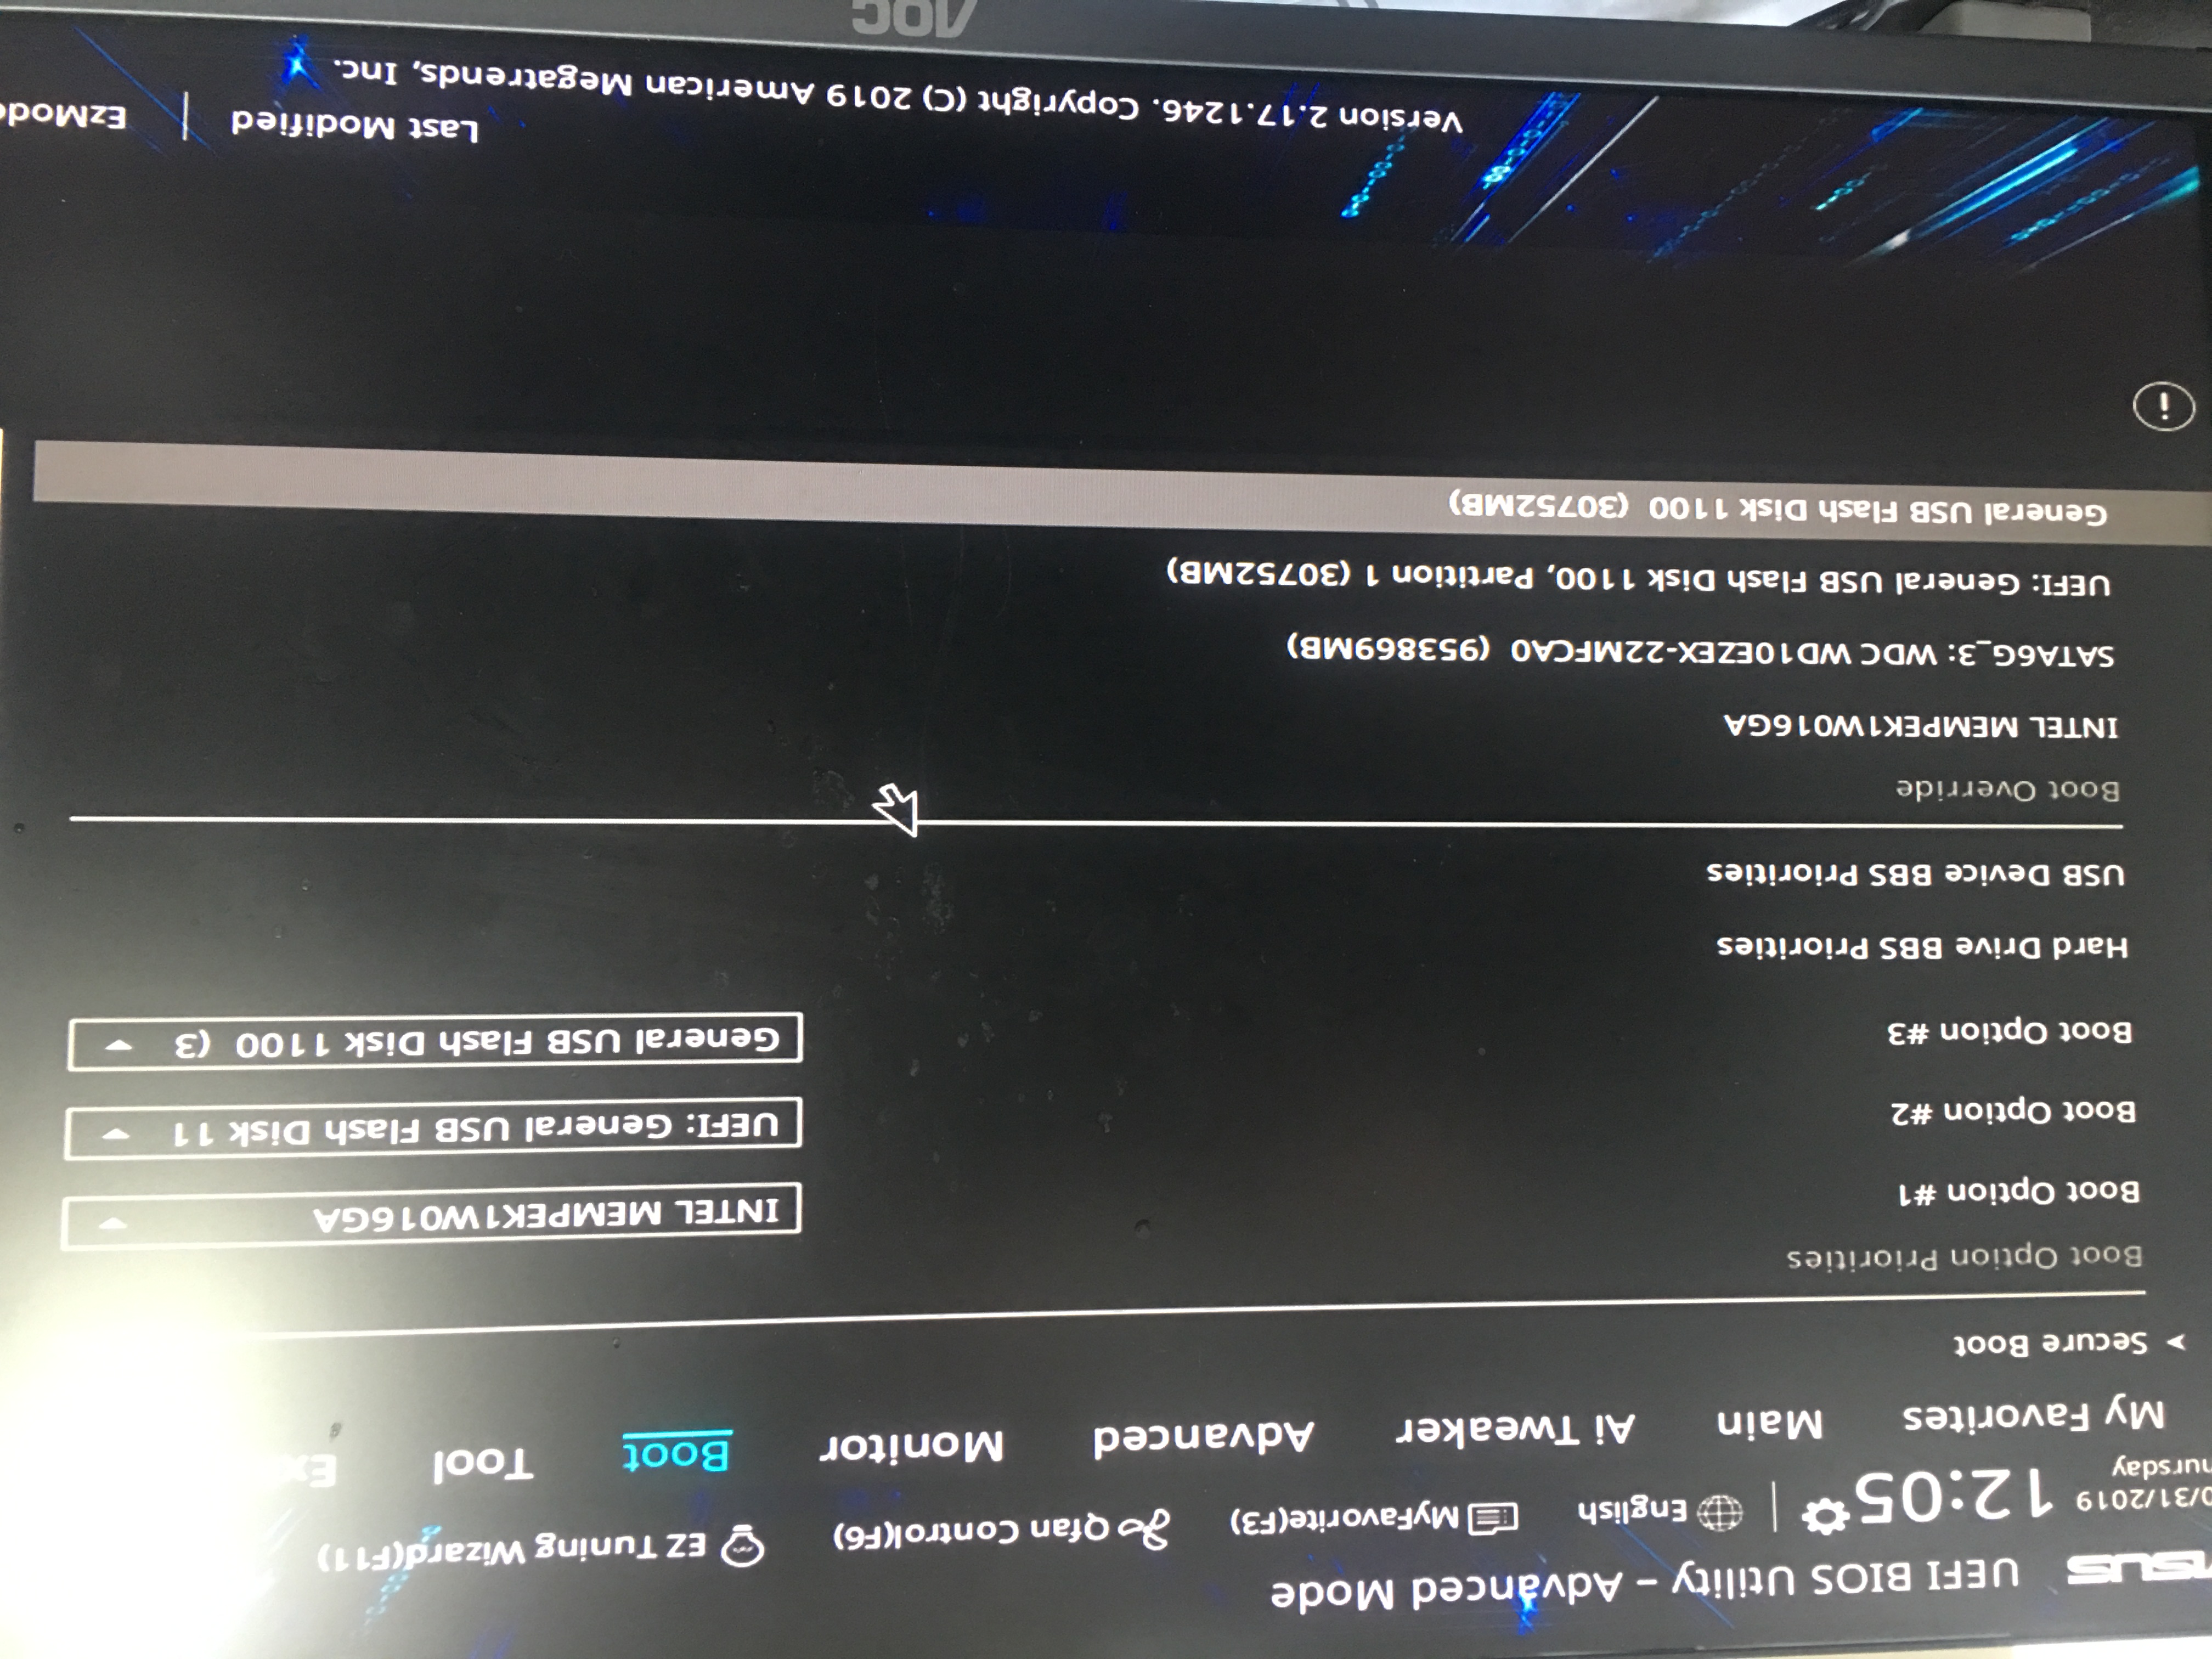 ASUS UEFI BIOS Utility – Advanced Mode
0/31/2019
hursday
12:05
English
MyFavorite(F3)
Qfan Control(F6)
EZ Tuning Wizard(F11)
My Favorites
Main
Ai Tweaker
Advanced
Monitor
Boot
Tool
Ex
Secure Boot
Boot Option Priorities
Boot Option #1
INTEL MEMPEK1W016GA
Boot Option #2
UEFI: General USB Flash Disk 11
Boot Option #3
General USB Flash Disk 1100 (3
Hard Drive BBS Priorities
USB Device BBS Priorities
Boot Override
INTEL MEMPEK1W016GA
SATA6G_3: WDC WD10EZEX-22MFCA0 (953869MB)
UEFI: General USB Flash Disk 1100, Partition 1 (30752MB)
General USB Flash Disk 1100 (30752MB)
Last Modified
EzMode
Version 2.17.1246. Copyright (C) 2019 American Megatrends, Inc.
AOC